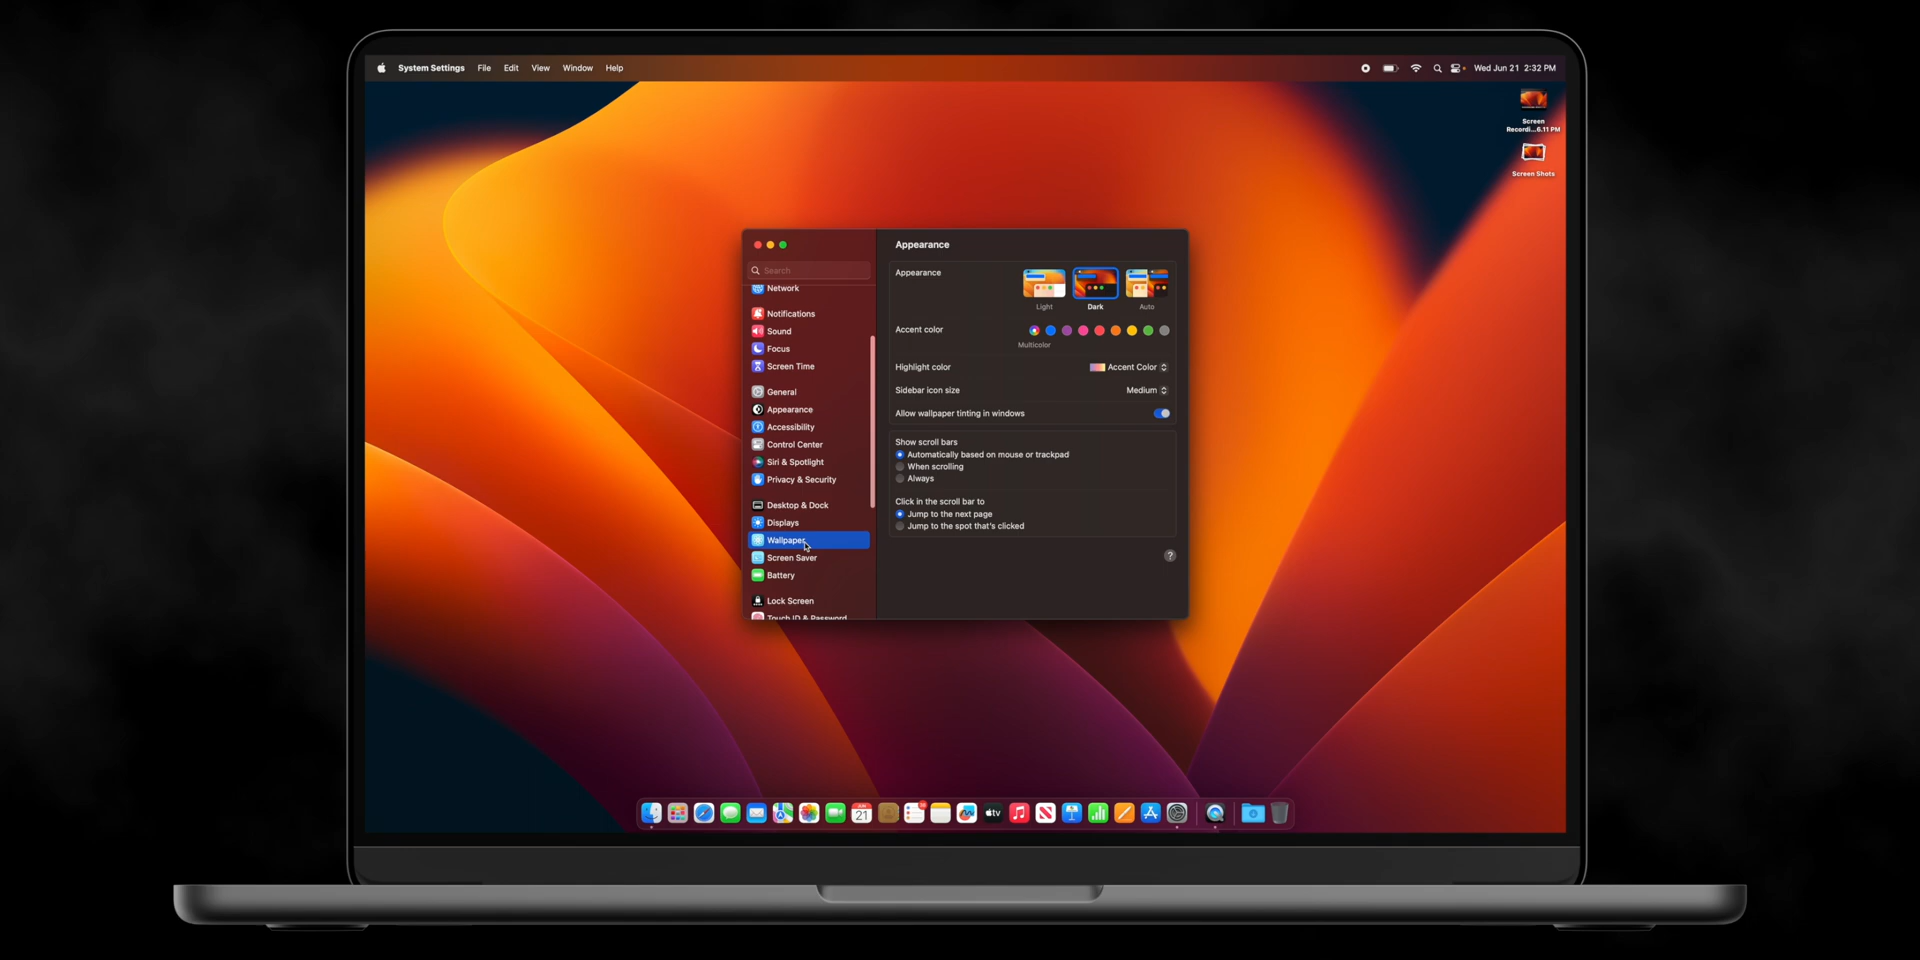 System Settings File Edit View Window Help
Wed Jun 21 2:32 PM
Screen
Recordi...6.11 PM
Screen Shots
Search
Network
Notifications
Sound
Focus
Screen Time
General
Appearance
Accessibility
Control Center
Siri & Spotlight
Privacy & Security
Desktop & Dock
Displays
Wallpaper
Screen Saver
Battery
Lock Screen
Touch ID & Password
Appearance
Appearance
Light Dark Auto
Accent color
Multicolor
Highlight color Accent Color
Sidebar icon size Medium
Allow wallpaper tinting in windows
Show scroll bars
Automatically based on mouse or trackpad
When scrolling
Always
Click in the scroll bar to
Jump to the next page
Jump to the spot that's clicked
?
21
tv